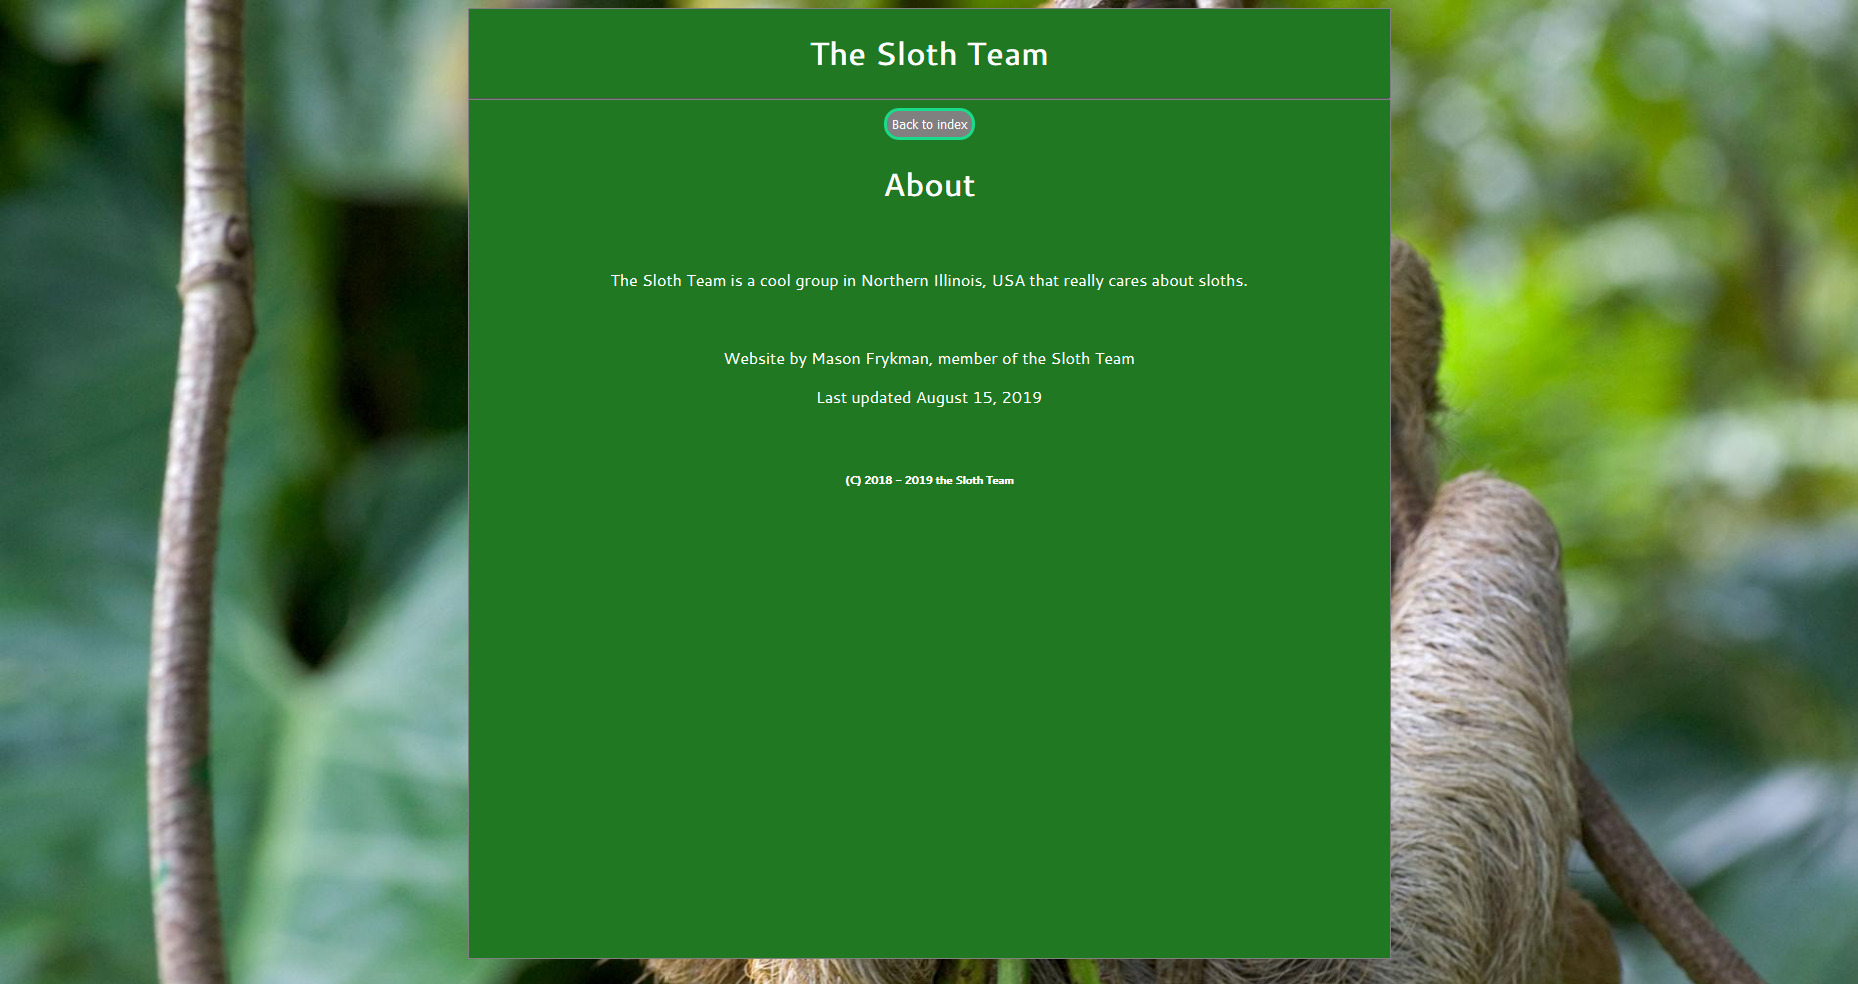 The Sloth Team
Back to index
About
The Sloth Team is a cool group in Northern Illinois, USA that really cares about sloths.
Website by Mason Frykman, member of the Sloth Team
Last updated August 15, 2019
(C) 2018 - 2019 the Sloth Team